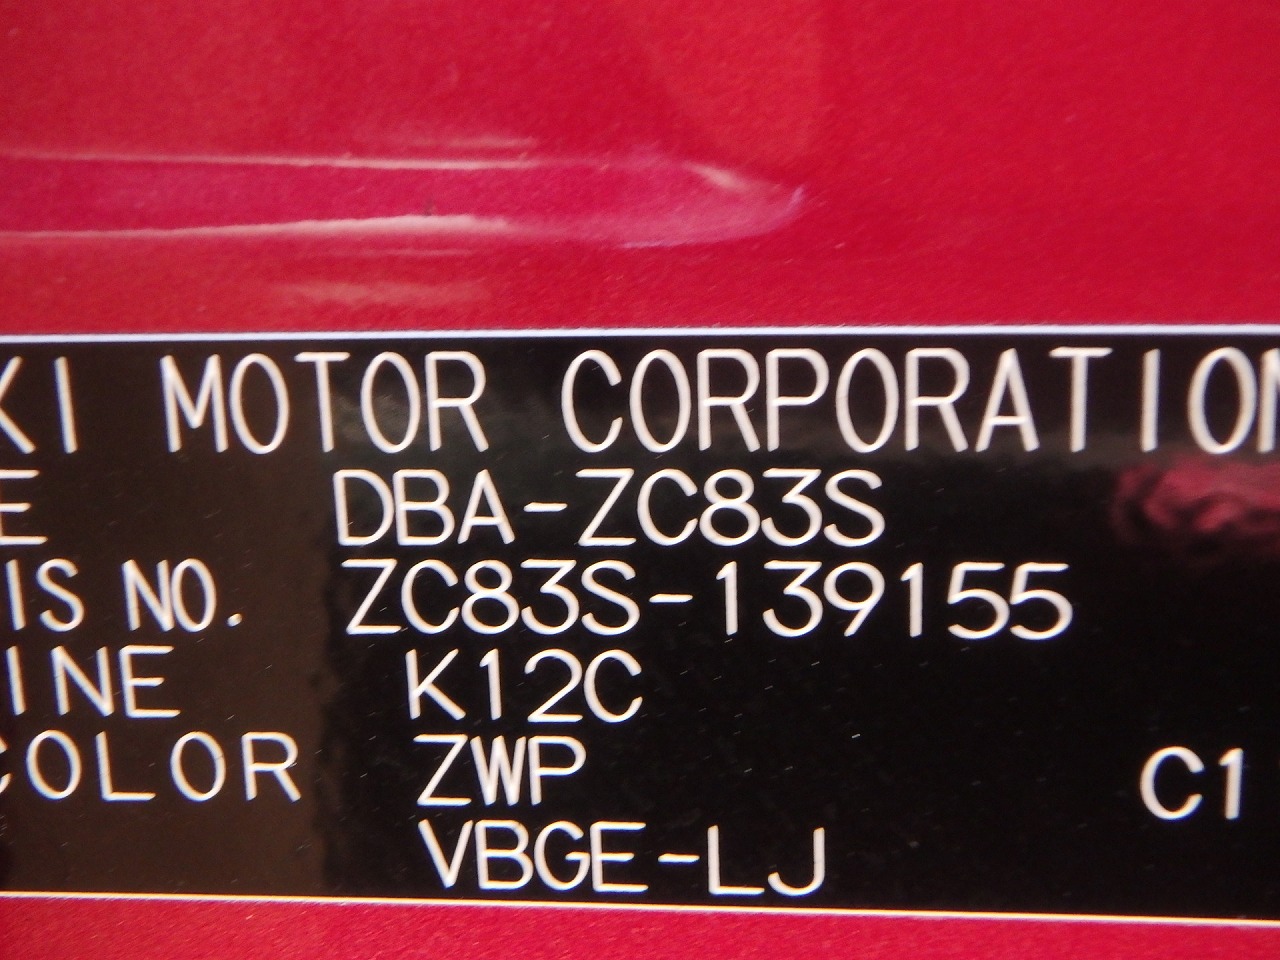 KI MOTOR CORPORATION
E DBA-ZC83S
IS NO. ZC83S-139155
INE K12C
COLOR ZWP C1
VBGE-LJ